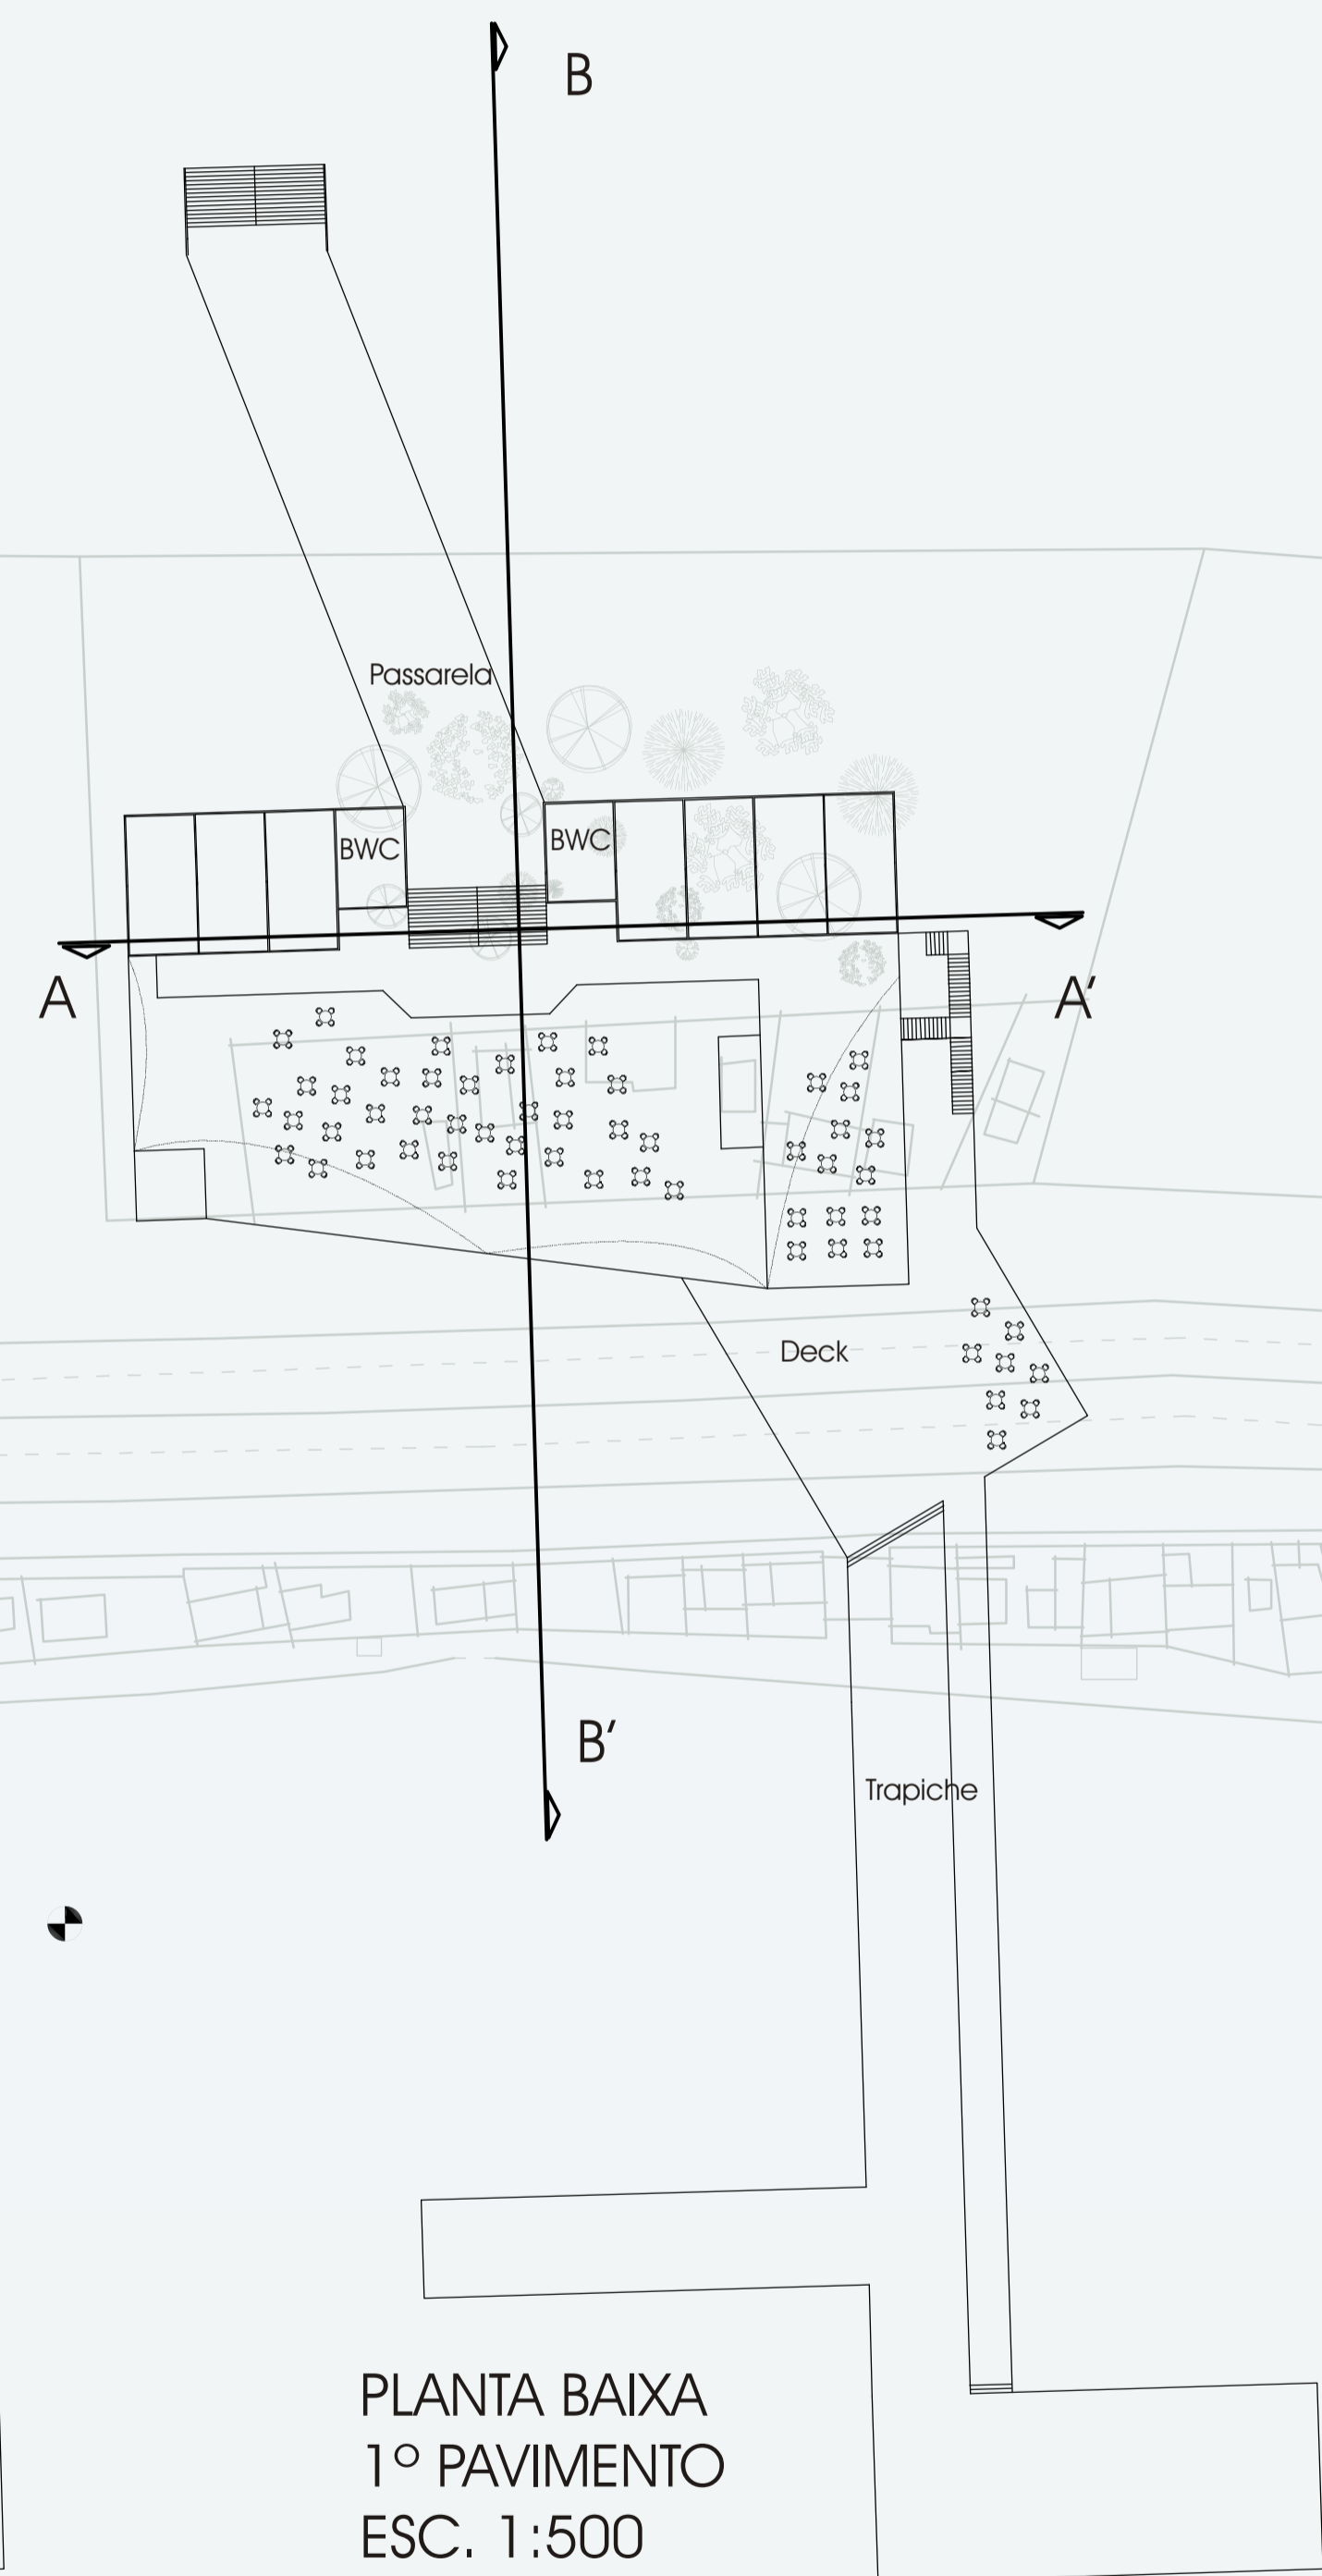 B
Passarela
BWC
BWC
A
A'
Deck
B'
Trapiche
PLANTA BAIXA
1º PAVIMENTO
ESC. 1:500